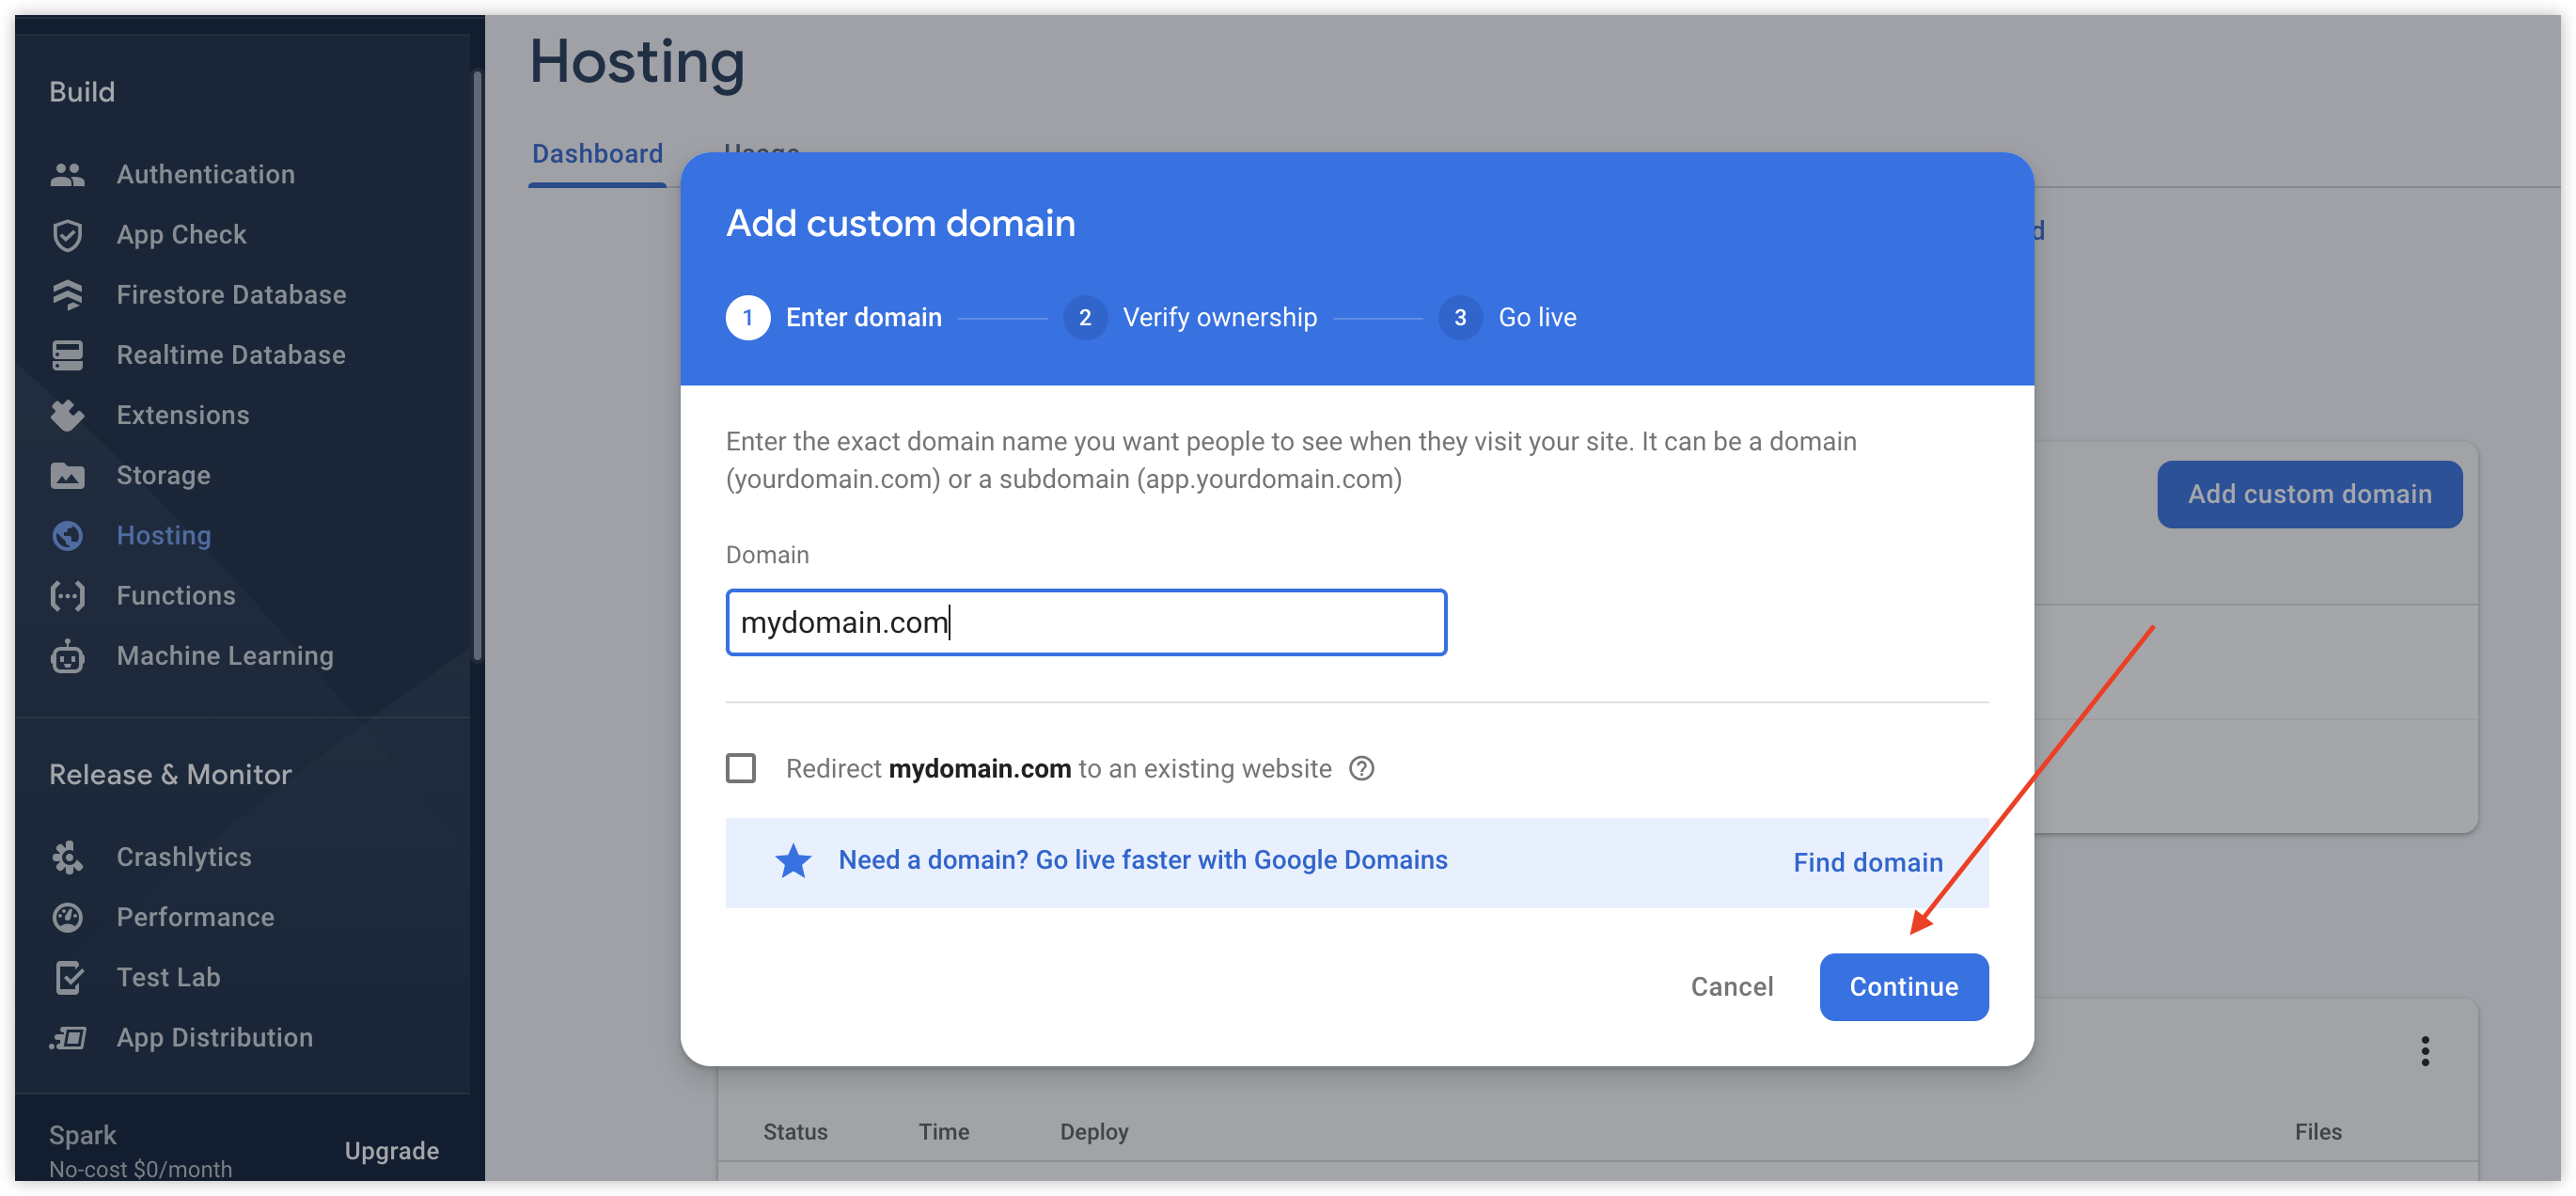 Build
Authentication
App Check
Firestore Database
Realtime Database
Extensions
Storage
Hosting
Functions
Machine Learning
Release & Monitor
Crashlytics
Performance
Test Lab
App Distribution
Spark
No-cost $0/month
Upgrade
Hosting
Dashboard
Usage
Add custom domain
1 Enter domain
2 Verify ownership
3 Go live
Enter the exact domain name you want people to see when they visit your site. It can be a domain
(yourdomain.com) or a subdomain (app.yourdomain.com)
Domain
mydomain.com
Redirect mydomain.com to an existing website
Need a domain? Go live faster with Google Domains
Find domain
Cancel
Continue
Add custom domain
Status Time Deploy Files